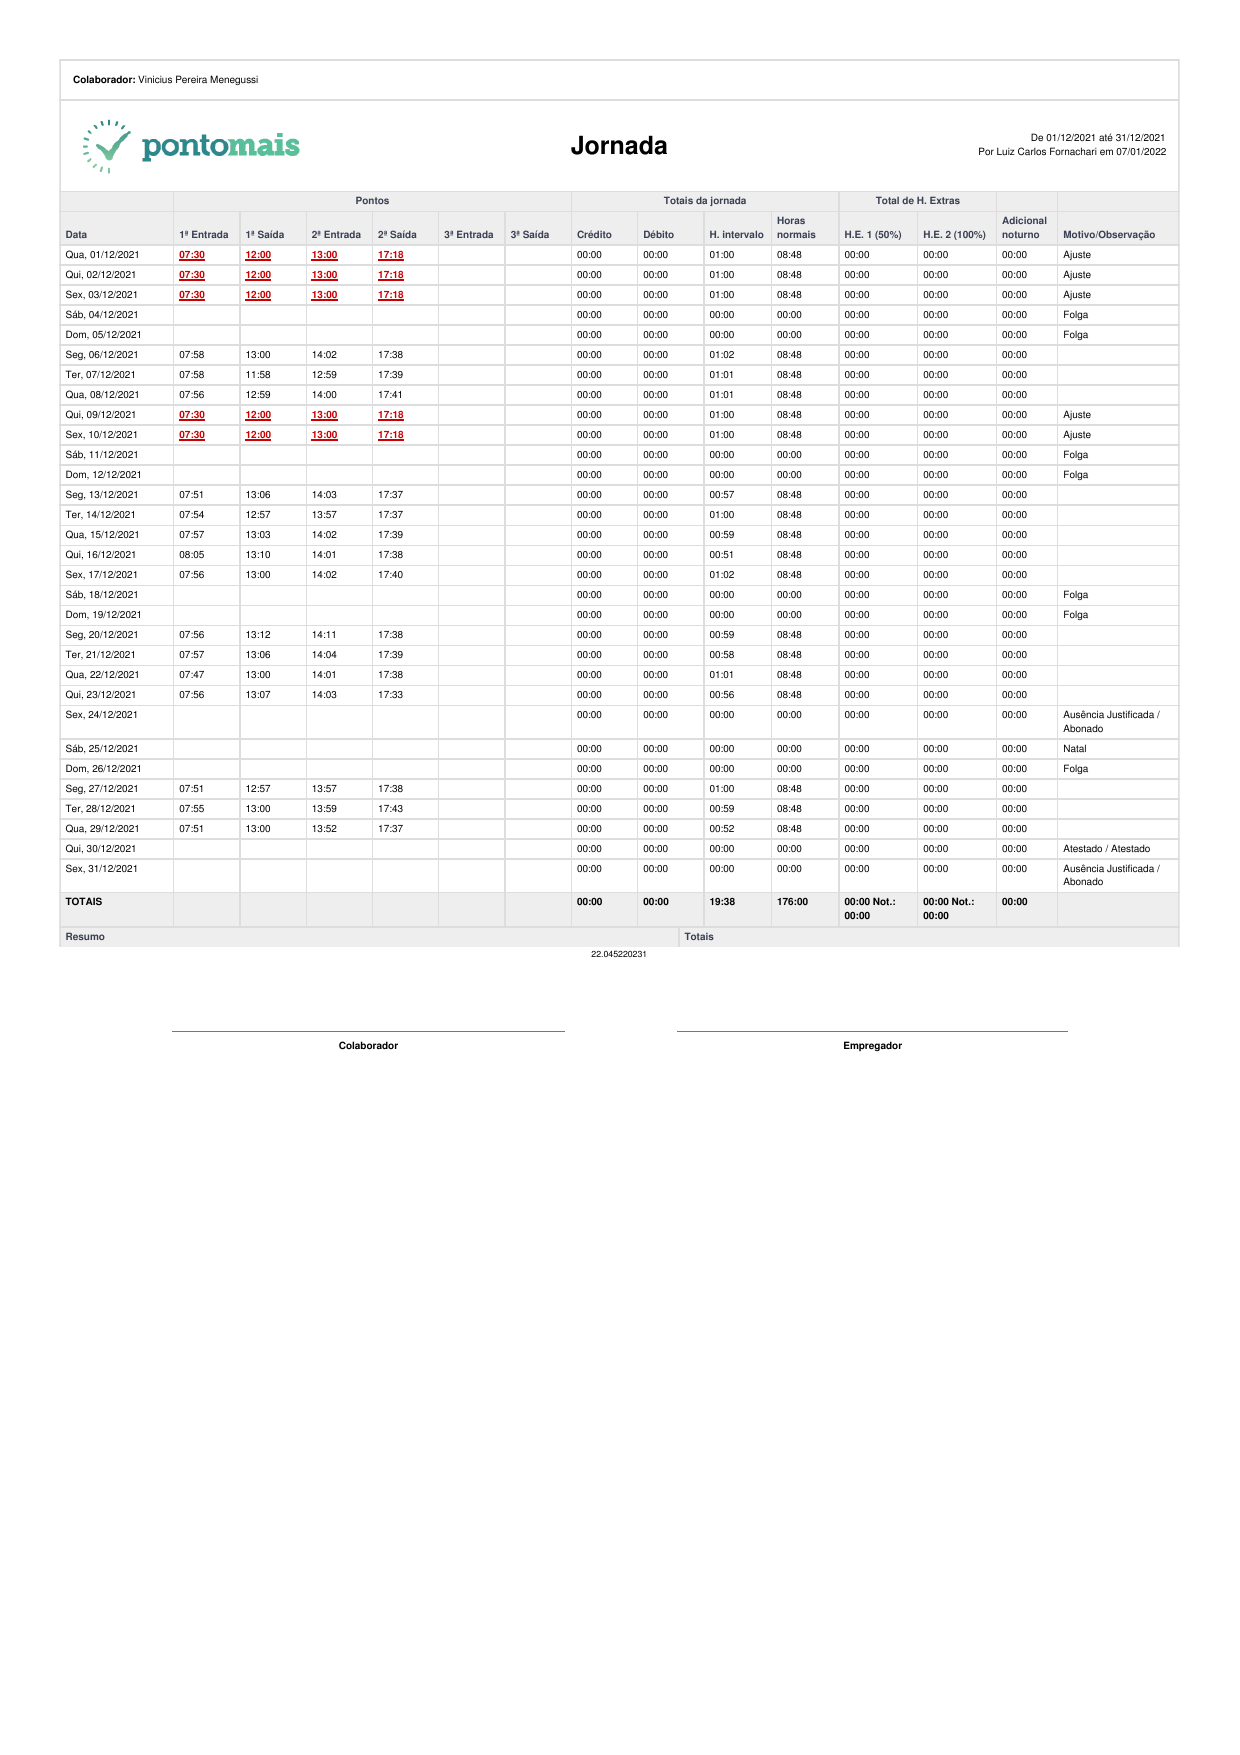 Colaborador: Vinicius Pereira Menegussi
pontomais
Jornada
De 01/12/2021 até 31/12/2021
Por Luiz Carlos Fornachari em 07/01/2022
Pontos Totais da jornada Total de H. Extras
Data 1ª Entrada 1ª Saída 2ª Entrada 2ª Saída 3ª Entrada 3ª Saída Crédito Débito H. intervalo Horas normais H.E. 1 (50%) H.E. 2 (100%) Adicional noturno Motivo/Observação
Qua, 01/12/2021 07:30 12:00 13:00 17:18 00:00 00:00 01:00 08:48 00:00 00:00 00:00 Ajuste
Qui, 02/12/2021 07:30 12:00 13:00 17:18 00:00 00:00 01:00 08:48 00:00 00:00 00:00 Ajuste
Sex, 03/12/2021 07:30 12:00 13:00 17:18 00:00 00:00 01:00 08:48 00:00 00:00 00:00 Ajuste
Sáb, 04/12/2021 00:00 00:00 00:00 00:00 00:00 00:00 00:00 Folga
Dom, 05/12/2021 00:00 00:00 00:00 00:00 00:00 00:00 00:00 Folga
Seg, 06/12/2021 07:58 13:00 14:02 17:38 00:00 00:00 01:02 08:48 00:00 00:00 00:00
Ter, 07/12/2021 07:58 11:58 12:59 17:39 00:00 00:00 01:01 08:48 00:00 00:00 00:00
Qua, 08/12/2021 07:56 12:59 14:00 17:41 00:00 00:00 01:01 08:48 00:00 00:00 00:00
Qui, 09/12/2021 07:30 12:00 13:00 17:18 00:00 00:00 01:00 08:48 00:00 00:00 00:00 Ajuste
Sex, 10/12/2021 07:30 12:00 13:00 17:18 00:00 00:00 01:00 08:48 00:00 00:00 00:00 Ajuste
Sáb, 11/12/2021 00:00 00:00 00:00 00:00 00:00 00:00 00:00 Folga
Dom, 12/12/2021 00:00 00:00 00:00 00:00 00:00 00:00 00:00 Folga
Seg, 13/12/2021 07:51 13:06 14:03 17:37 00:00 00:00 00:57 08:48 00:00 00:00 00:00
Ter, 14/12/2021 07:54 12:57 13:57 17:37 00:00 00:00 01:00 08:48 00:00 00:00 00:00
Qua, 15/12/2021 07:57 13:03 14:02 17:39 00:00 00:00 00:59 08:48 00:00 00:00 00:00
Qui, 16/12/2021 08:05 13:10 14:01 17:38 00:00 00:00 00:51 08:48 00:00 00:00 00:00
Sex, 17/12/2021 07:56 13:00 14:02 17:40 00:00 00:00 01:02 08:48 00:00 00:00 00:00
Sáb, 18/12/2021 00:00 00:00 00:00 00:00 00:00 00:00 00:00 Folga
Dom, 19/12/2021 00:00 00:00 00:00 00:00 00:00 00:00 00:00 Folga
Seg, 20/12/2021 07:56 13:12 14:11 17:38 00:00 00:00 00:59 08:48 00:00 00:00 00:00
Ter, 21/12/2021 07:57 13:06 14:04 17:39 00:00 00:00 00:58 08:48 00:00 00:00 00:00
Qua, 22/12/2021 07:47 13:00 14:01 17:38 00:00 00:00 01:01 08:48 00:00 00:00 00:00
Qui, 23/12/2021 07:56 13:07 14:03 17:33 00:00 00:00 00:56 08:48 00:00 00:00 00:00
Sex, 24/12/2021 00:00 00:00 00:00 00:00 00:00 00:00 00:00 Ausência Justificada /
Abonado
Sáb, 25/12/2021 00:00 00:00 00:00 00:00 00:00 00:00 00:00 Natal
Dom, 26/12/2021 00:00 00:00 00:00 00:00 00:00 00:00 00:00 Folga
Seg, 27/12/2021 07:51 12:57 13:57 17:38 00:00 00:00 01:00 08:48 00:00 00:00 00:00
Ter, 28/12/2021 07:55 13:00 13:59 17:43 00:00 00:00 00:59 08:48 00:00 00:00 00:00
Qua, 29/12/2021 07:51 13:00 13:52 17:37 00:00 00:00 00:52 08:48 00:00 00:00 00:00
Qui, 30/12/2021 00:00 00:00 00:00 00:00 00:00 00:00 00:00 Atestado / Atestado
Sex, 31/12/2021 00:00 00:00 00:00 00:00 00:00 00:00 00:00 Ausência Justificada /
Abonado
TOTAIS 00:00 00:00 19:38 176:00 00:00 Not.: 00:00 Not.: 00:00
00:00 00:00
Resumo Totais
22.045220231
Colaborador Empregador